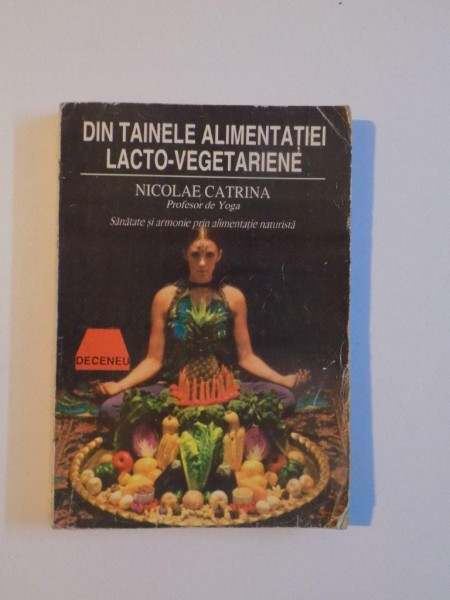 DIN TAINELE ALIMENTAȚIEI
LACTO-VEGETARIENE
NICOLAE CATRINA
Profesor de Yoga
Sănătate și armonie prin alimentație naturistă
DECENEU